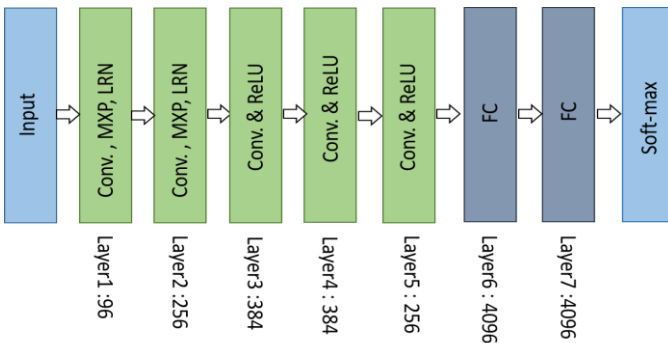 Input
Conv. , MXP, LRN
Conv. , MXP, LRN
Conv. & ReLU
Conv. & ReLU
Conv. & ReLU
FC
FC
Soft-max
Layer1 :96
Layer2 :256
Layer3 :384
Layer4 : 384
Layer5 : 256
Layer6 : 4096
Layer7 :4096